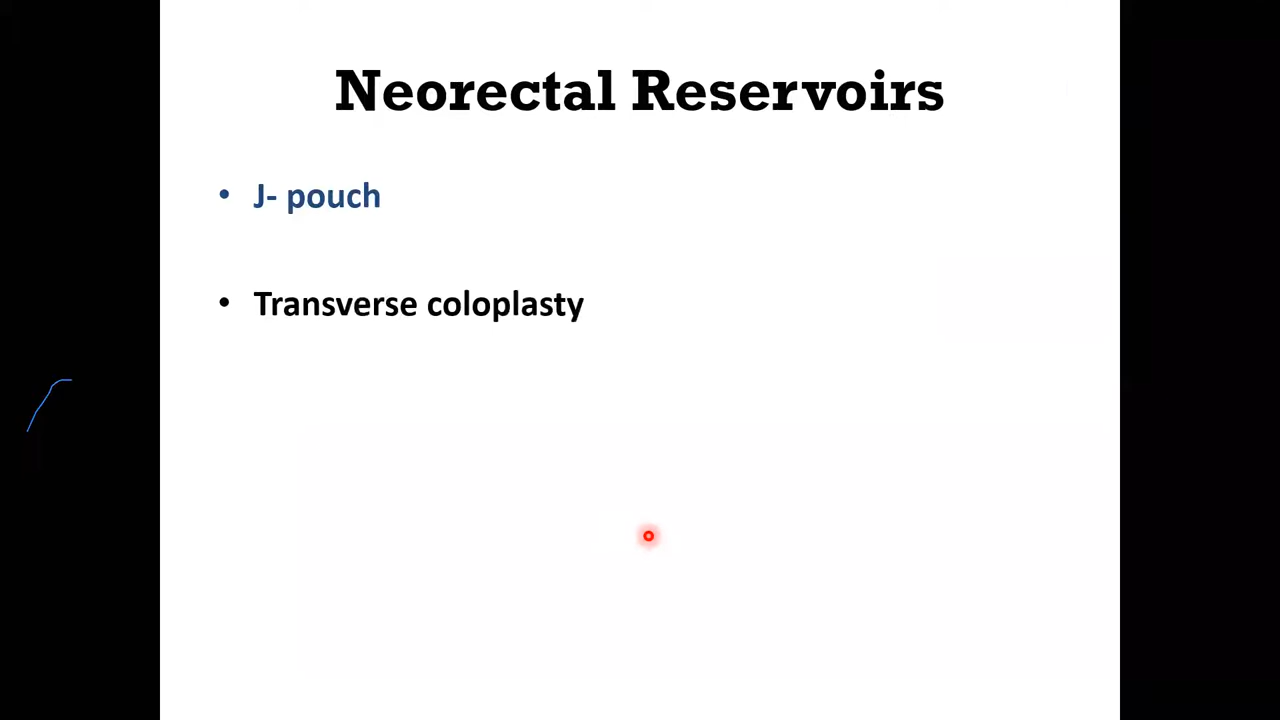 Neorectal Reservoirs
• J- pouch
• Transverse coloplasty